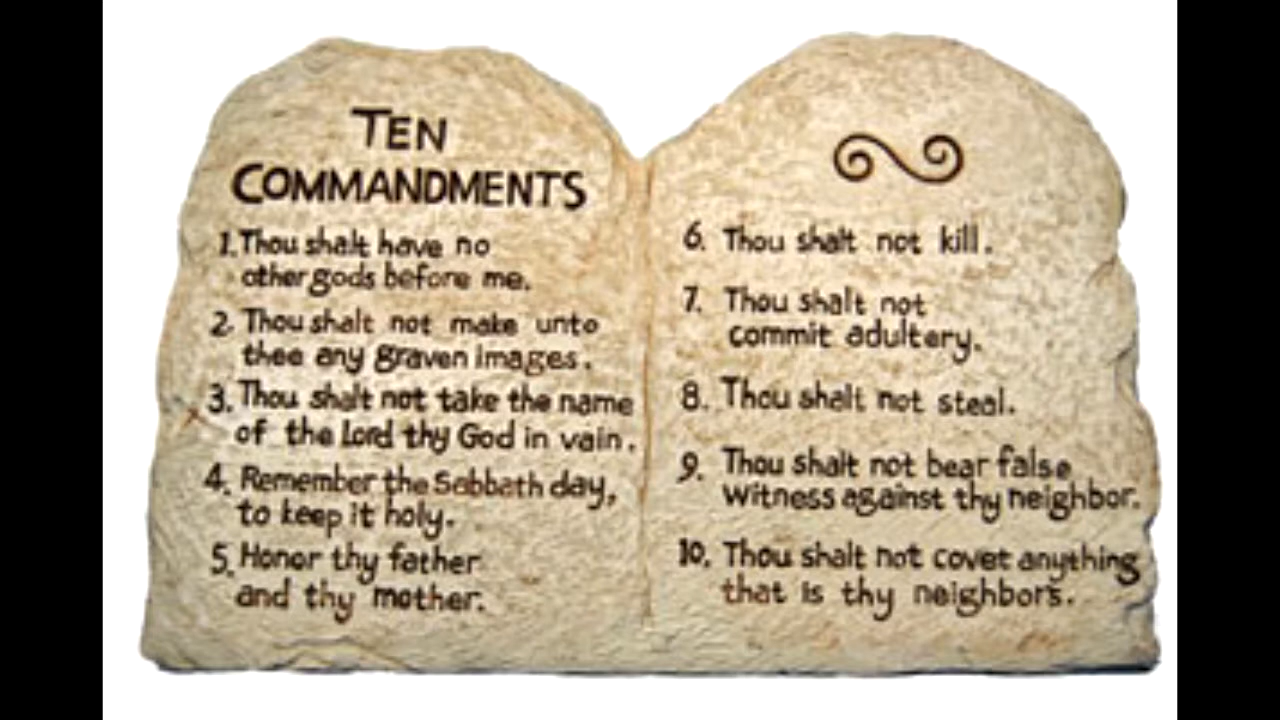 TEN
COMMANDMENTS
1. Thou shalt have no
other gods before me.
2. Thou shalt not make unto
thee any graven images.
3. Thou shalt not take the name
of the Lord thy God in vain.
4. Remember the Sabbath day,
to keep it holy.
5. Honor thy father
and thy mother.
6. Thou shalt not kill.
7. Thou shalt not
commit adultery.
8. Thou shalt not steal.
9. Thou shalt not bear false
witness against thy neighbor.
10. Thou shalt not covet anything
that is thy neighbors.